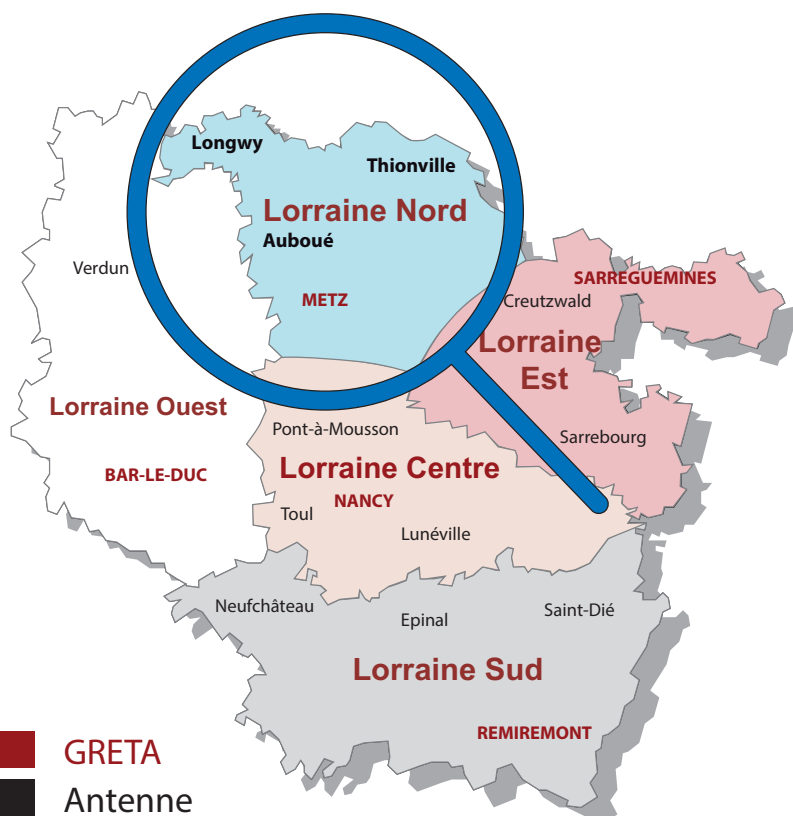 Longwy
Thionville
Lorraine Nord
Auboué
Verdun
METZ
SARREGUEMINES
Creutzwald
Lorraine
Est
Lorraine Ouest
Pont-à-Mousson
Sarrebourg
Lorraine Centre
BAR-LE-DUC
NANCY
Toul
Lunéville
Neufchâteau
Epinal
Saint-Dié
Lorraine Sud
REMIREMONT
GRETA
Antenne